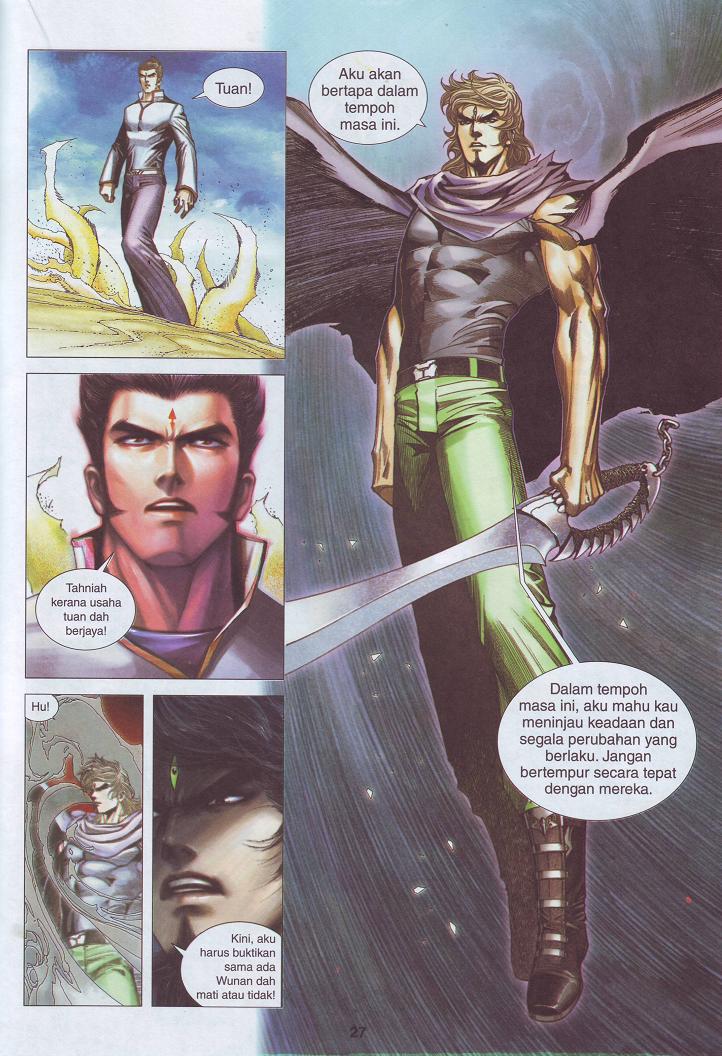 Tuan!
Tahniah
kerana usaha
tuan dah
berjaya!
Hu!
Kini, aku
harus buktikan
sama ada
Wunan dah
mati atau tidak!
Aku akan
bertapa dalam
tempoh
masa ini.
Dalam tempoh
masa ini, aku mahu kau
meninjau keadaan dan
segala perubahan yang
berlaku. Jangan
bertempur secara tepat
dengan mereka.
27